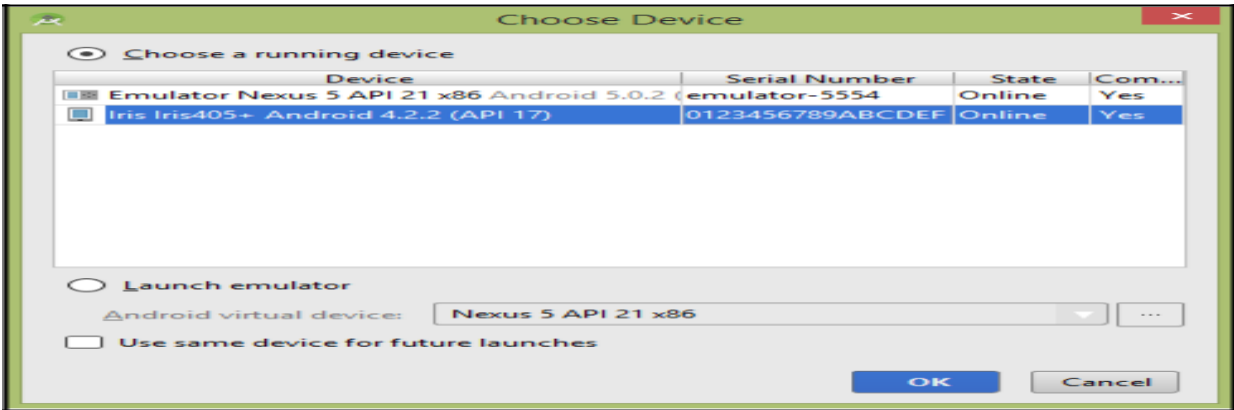 Choose Device
Choose a running device
Device Serial Number State Com...
Emulator Nexus 5 API 21 x86 Android 5.0.2 ( emulator-5554 Online Yes
Iris Iris405+ Android 4.2.2 (API 17) 0123456789ABCDEF Online Yes
Launch emulator
Android virtual device: Nexus 5 API 21 x86 ...
Use same device for future launches
OK Cancel